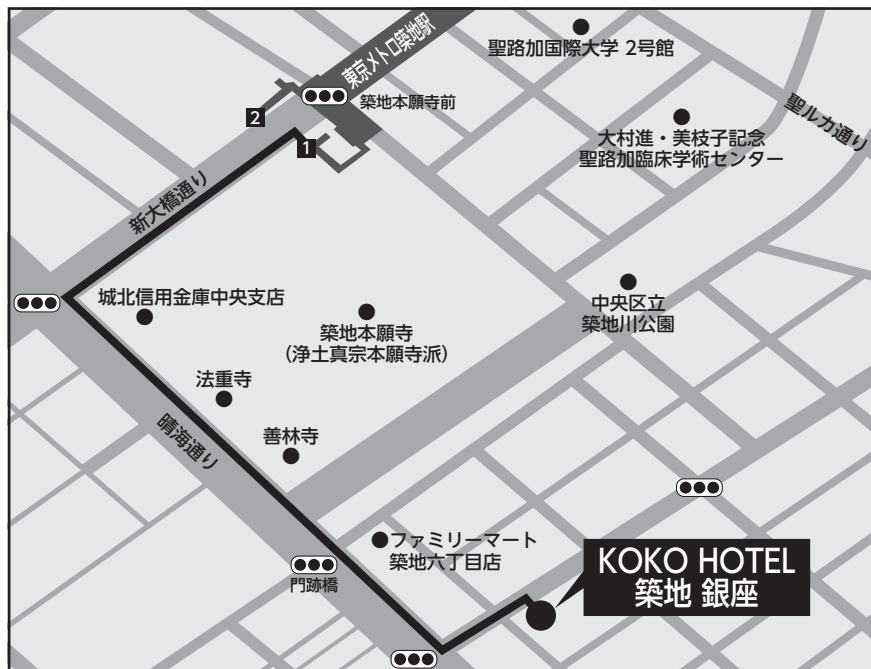 東京メトロ築地駅
聖路加国際大学 2号館
築地本願寺前
2
1
大村進・美枝子記念
聖路加臨床学術センター
聖ルカ通り
新大橋通り
城北信用金庫中央支店
築地本願寺
（浄土真宗本願寺派）
中央区立
築地川公園
法重寺
善林寺
晴海通り
ファミリーマート
築地六丁目店
門跡橋
KOKO HOTEL
築地 銀座